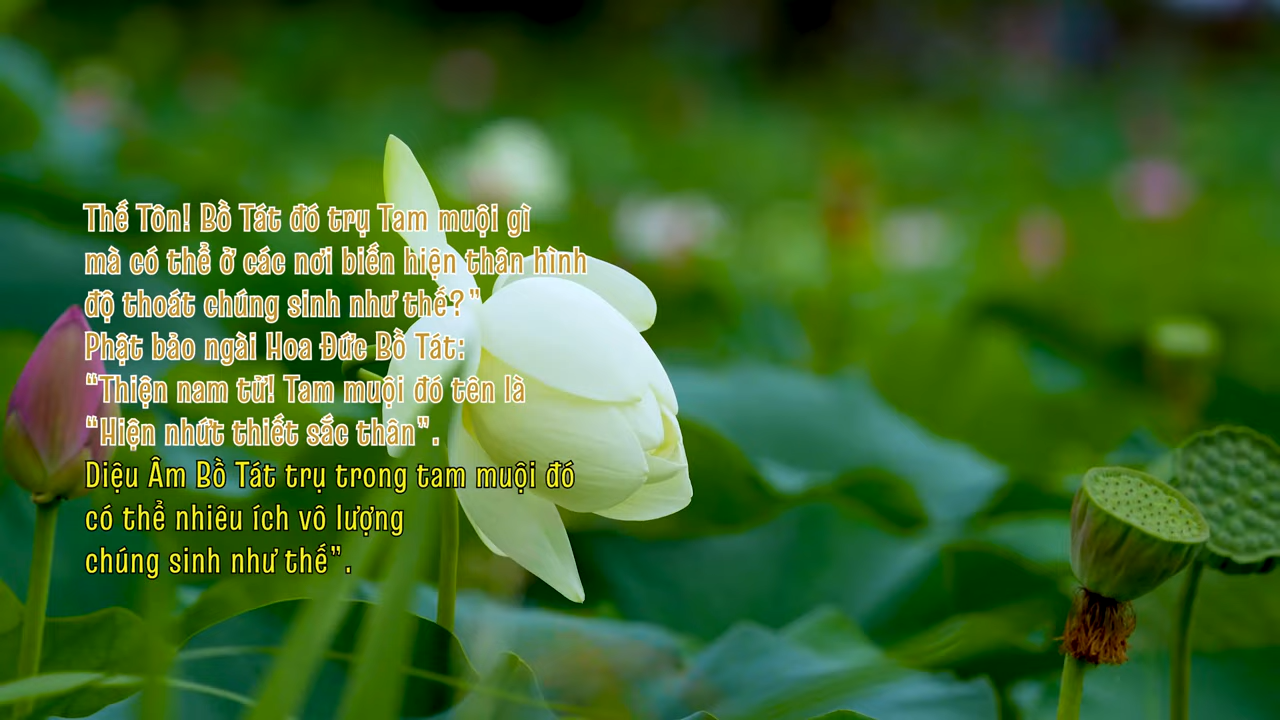 Thế Tôn! Bồ Tát đó trụ Tam muội gì
mà có thể ở các nơi biến hiện thân hình
độ thoát chúng sinh như thế?”
Phật bảo ngài Hoa Đức Bồ Tát:
“Thiện nam tử! Tam muội đó tên là
“Hiện nhứt thiết sắc thân”.
Diệu Âm Bồ Tát trụ trong tam muội đó
có thể nhiêu ích vô lượng
chúng sinh như thế”.